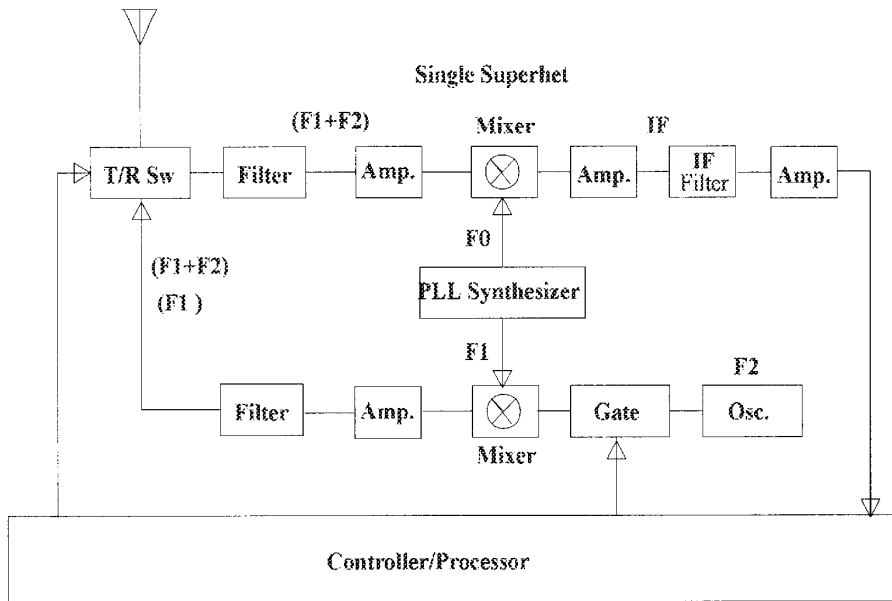 Single Superhet
(F1+F2)
Mixer
IF
T/R Sw
Filter
Amp.
Amp.
IF
Filter
Amp.
F0
(F1+F2)
(F1 )
PLL Synthesizer
F1
F2
Filter
Amp.
Gate
Osc.
Mixer
Controller/Processor